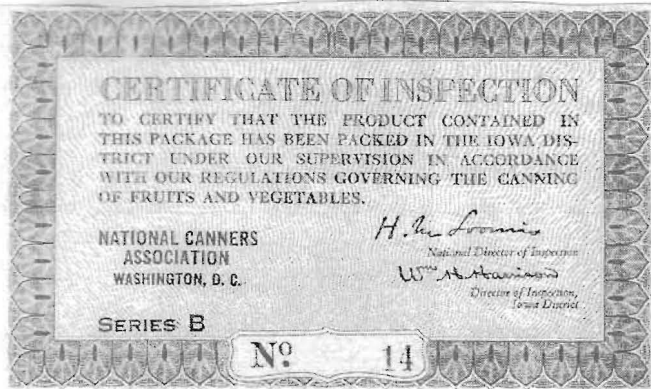 CERTIFICATE OF INSPECTION
TO CERTIFY THAT THE PRODUCT CONTAINED IN
THIS PACKAGE HAS BEEN PACKED IN THE IOWA DIS-
TRICT UNDER OUR SUPERVISION IN ACCORDANCE
WITH OUR REGULATIONS GOVERNING THE CANNING
OF FRUITS AND VEGETABLES.
H. M. Loomis
National Director of Inspection
NATIONAL CANNERS
ASSOCIATION
WASHINGTON, D. C.
Wm H. Harrison
Director of Inspection,
Iowa District
SERIES B
No 14